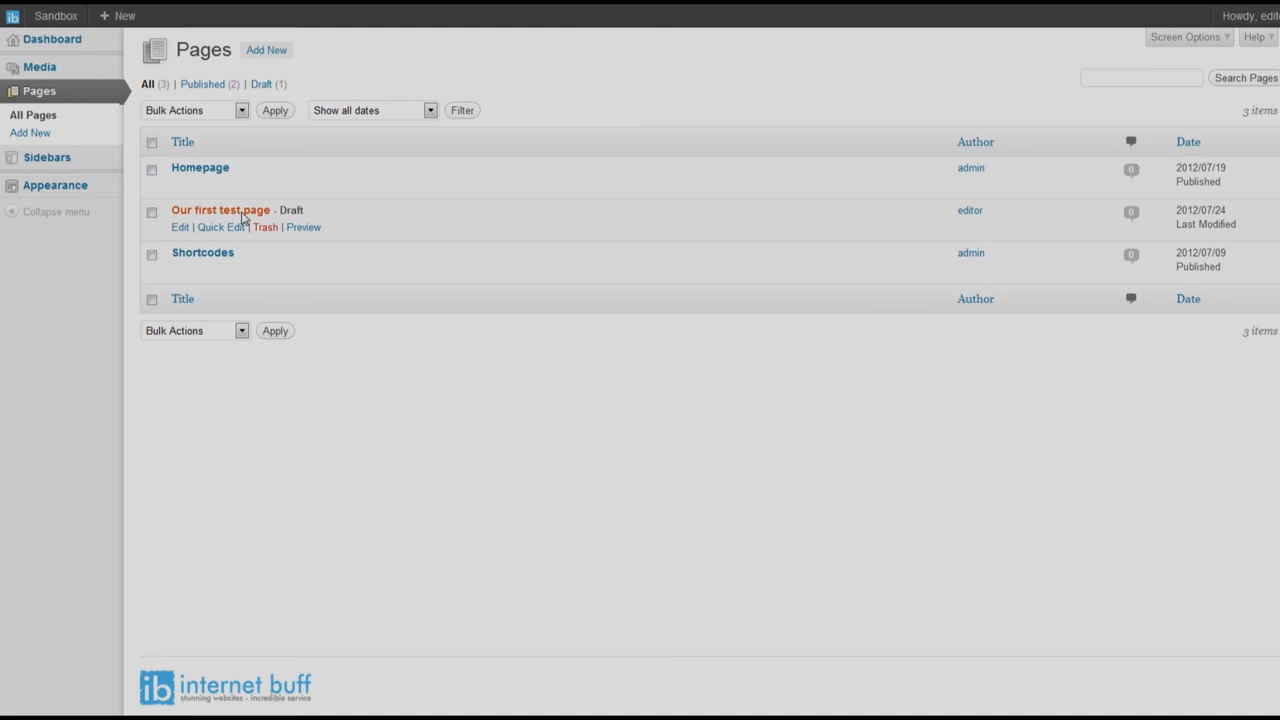 ib Sandbox + New Howdy, edit
Dashboard
Media
Pages
All Pages
Add New
Sidebars
Appearance
Collapse menu
Screen Options Help
Pages Add New
All (3) | Published (2) | Draft (1)
Search Pages
Bulk Actions Apply Show all dates Filter 3 items
Title Author Date
Homepage admin 0 2012/07/19
Published
Our first test page - Draft editor 0 2012/07/24
Edit | Quick Edit | Trash | Preview Last Modified
Shortcodes admin 0 2012/07/09
Published
Title Author Date
Bulk Actions Apply 3 items
ib internet buff
stunning websites - incredible service